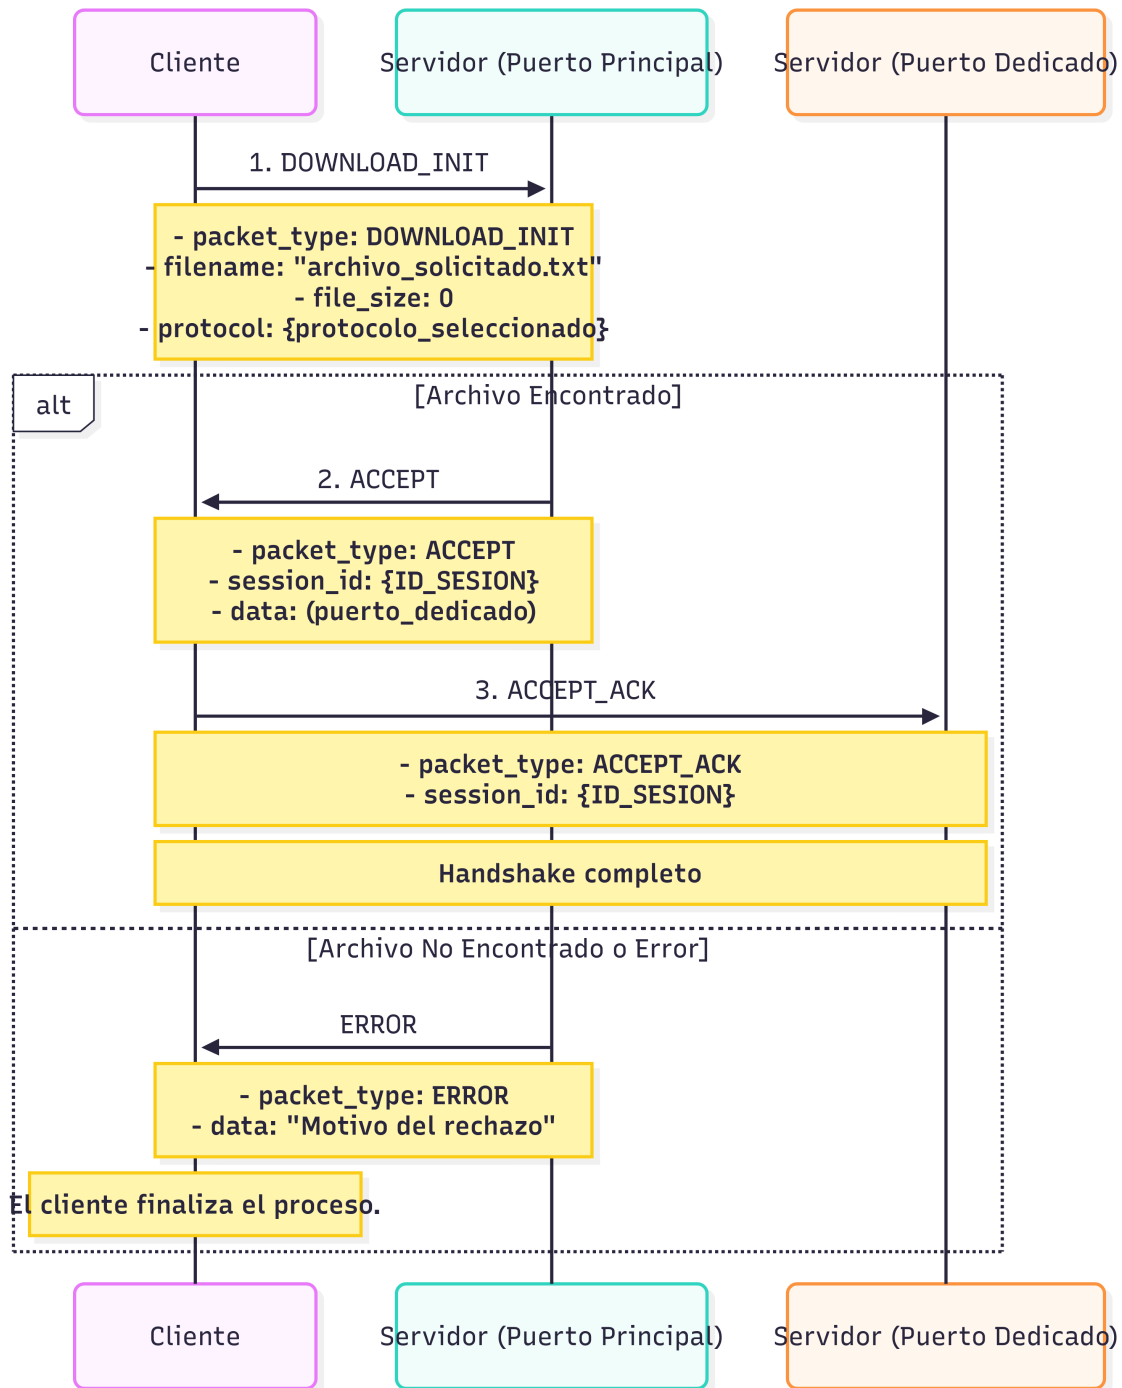 Cliente
Servidor (Puerto Principal)
Servidor (Puerto Dedicado)
1. DOWNLOAD_INIT
- packet_type: DOWNLOAD_INIT
- filename: "archivo_solicitado.txt"
- file_size: 0
- protocol: {protocolo_seleccionado}
alt
[Archivo Encontrado]
2. ACCEPT
- packet_type: ACCEPT
- session_id: {ID_SESION}
- data: (puerto_dedicado)
3. ACCEPT_ACK
- packet_type: ACCEPT_ACK
- session_id: {ID_SESION}
Handshake completo
[Archivo No Encontrado o Error]
ERROR
- packet_type: ERROR
- data: "Motivo del rechazo"
El cliente finaliza el proceso.
Cliente
Servidor (Puerto Principal)
Servidor (Puerto Dedicado)